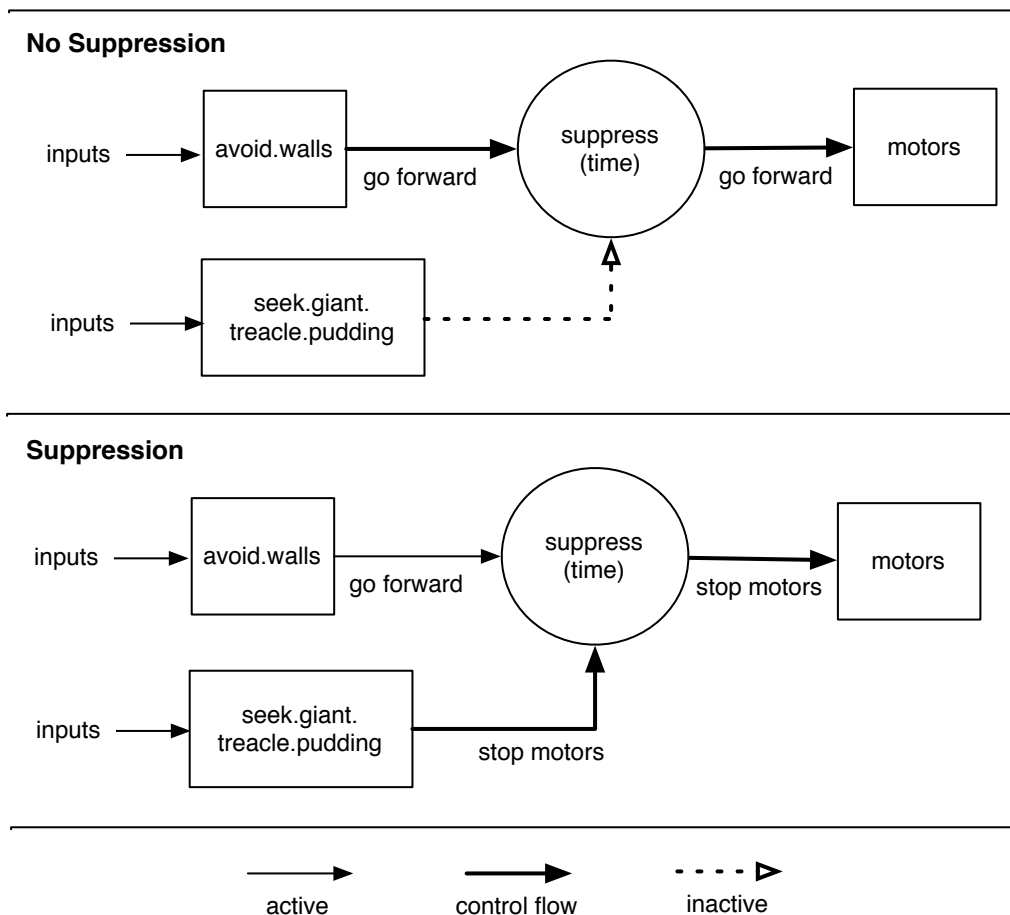 No Suppression
inputs
avoid.walls
go forward
suppress
(time)
go forward
motors
inputs
seek.giant.
treacle.pudding
Suppression
inputs
avoid.walls
go forward
suppress
(time)
stop motors
motors
inputs
seek.giant.
treacle.pudding
stop motors
active
control flow
inactive